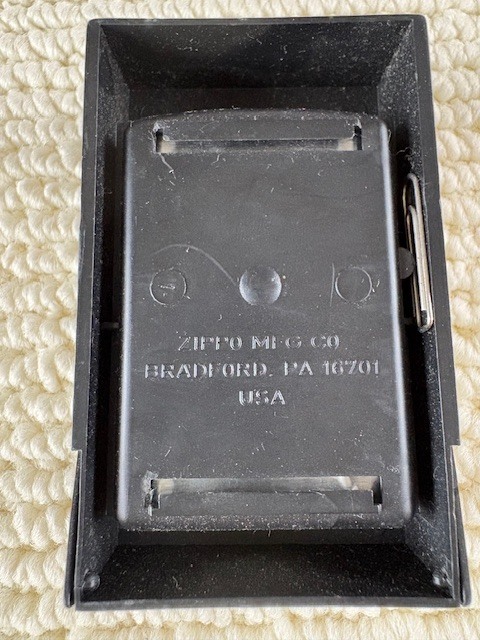 ZIPPO MFG CO
BRADFORD, PA 16701
USA